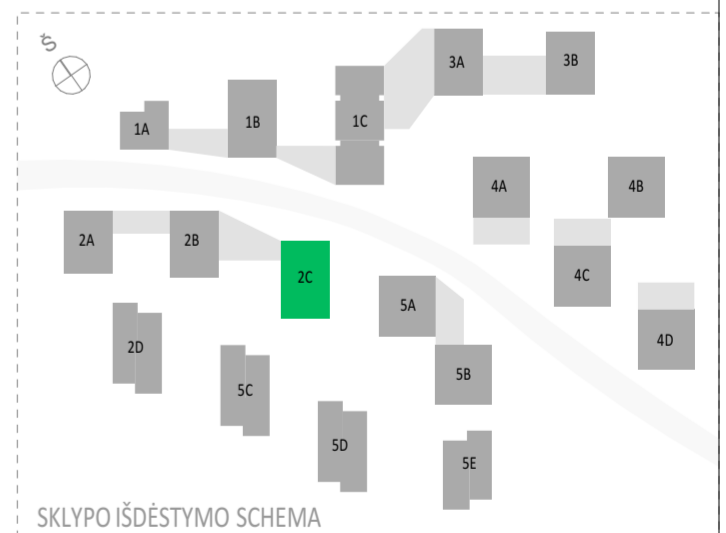 Š
3A
3B
1A
1B
1C
4A
4B
2A
2B
2C
4C
5A
2D
5C
5B
4D
5D
5E
SKLYPO IŠDĖSTYMO SCHEMA